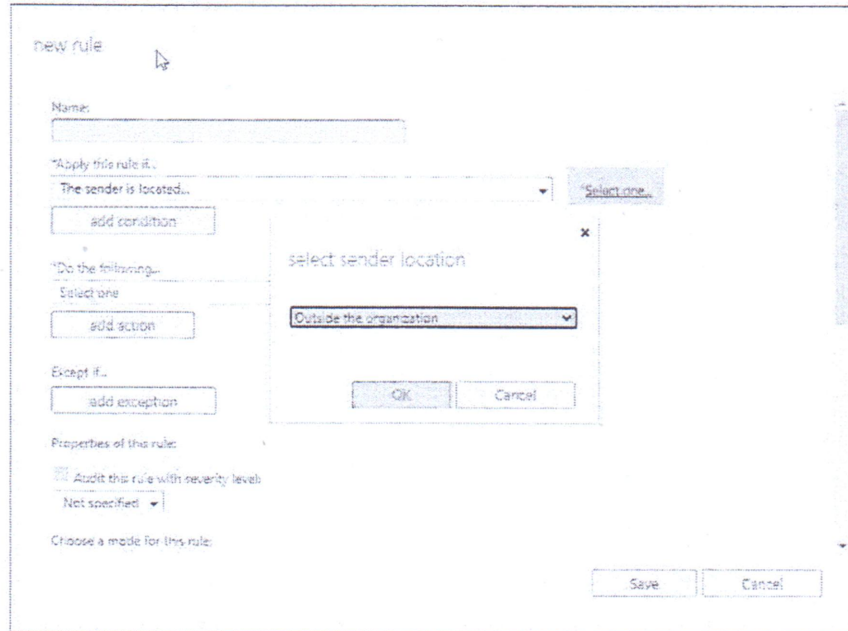 new rule
Name:
*Apply this rule if...
The sender is located...
*Select one...
add condition
select sender location
*Do the following...
Select one
Outside the organization
add action
Except if...
OK
Cancel
add exception
Properties of this rule:
Audit this rule with severity level:
Not specified
Choose a mode for this rule:
Save
Cancel